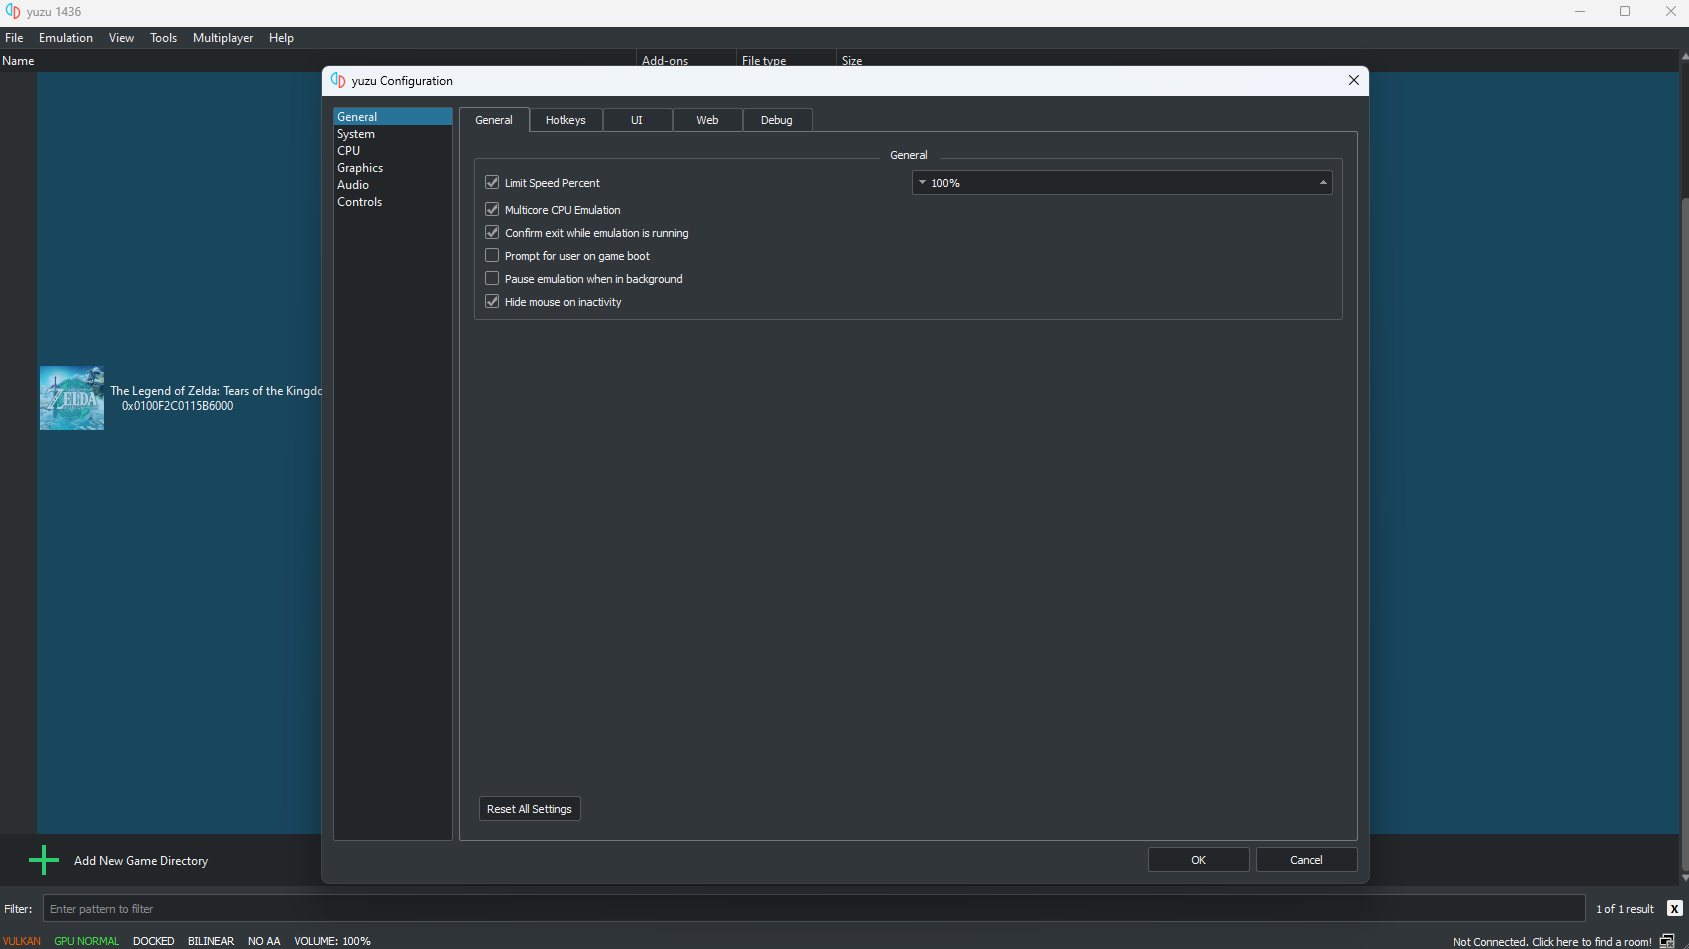 yuzu 1436
File Emulation View Tools Multiplayer Help
Name Add-ons File type Size
yuzu Configuration
General
System
CPU
Graphics
Audio
Controls
General Hotkeys UI Web Debug
General
Limit Speed Percent 100%
Multicore CPU Emulation
Confirm exit while emulation is running
Prompt for user on game boot
Pause emulation when in background
Hide mouse on inactivity
ZELDA
The Legend of Zelda: Tears of the Kingdo
0x0100F2C0115B6000
Reset All Settings
OK Cancel
Add New Game Directory
Filter: Enter pattern to filter 1 of 1 result X
VULKAN GPU NORMAL DOCKED BILINEAR NO AA VOLUME: 100% Not Connected. Click here to find a room!